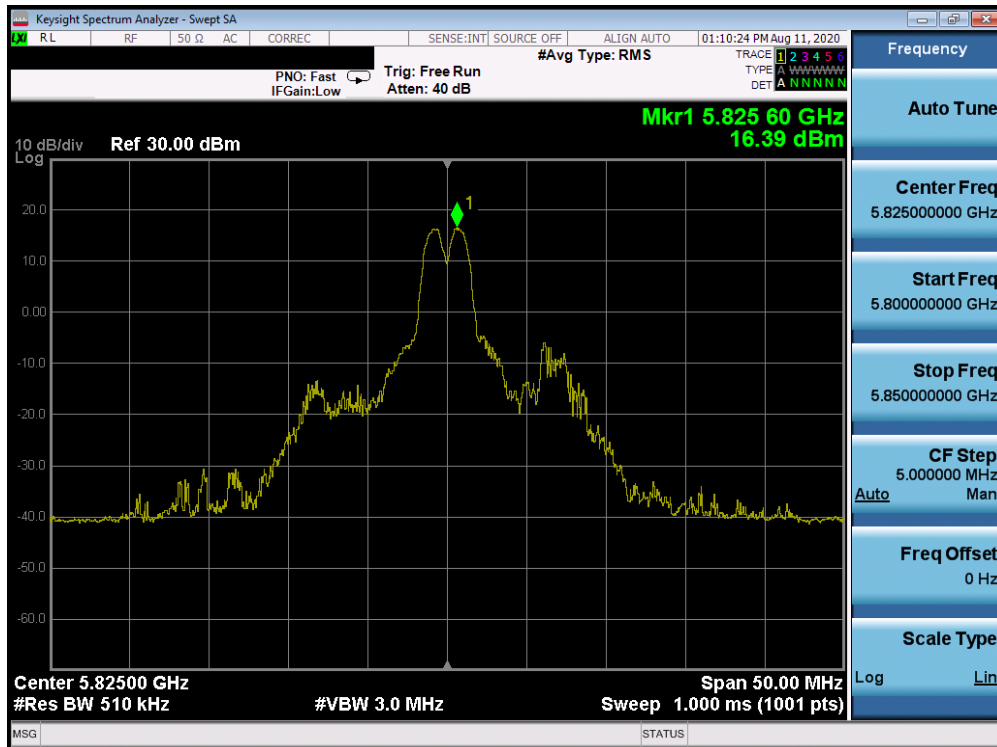 Keysight Spectrum Analyzer - Swept SA
LXI RL RF 50 Ω AC CORREC SENSE:INT SOURCE OFF ALIGN AUTO 01:10:24 PM Aug 11, 2020
#Avg Type: RMS
TRACE 1 2 3 4 5 6
TYPE A WWWWW
DET A N N N N N
PNO: Fast
IFGain:Low
Trig: Free Run
Atten: 40 dB
Mkr1 5.825 60 GHz
16.39 dBm
10 dB/div Ref 30.00 dBm
Log
1
20.0
10.0
0.00
-10.0
-20.0
-30.0
-40.0
-50.0
-60.0
Center 5.82500 GHz Span 50.00 MHz
#Res BW 510 kHz #VBW 3.0 MHz Sweep 1.000 ms (1001 pts)
MSG STATUS
Frequency
Auto Tune
Center Freq
5.825000000 GHz
Start Freq
5.800000000 GHz
Stop Freq
5.850000000 GHz
CF Step
5.000000 MHz
Auto Man
Freq Offset
0 Hz
Scale Type
Log Lin